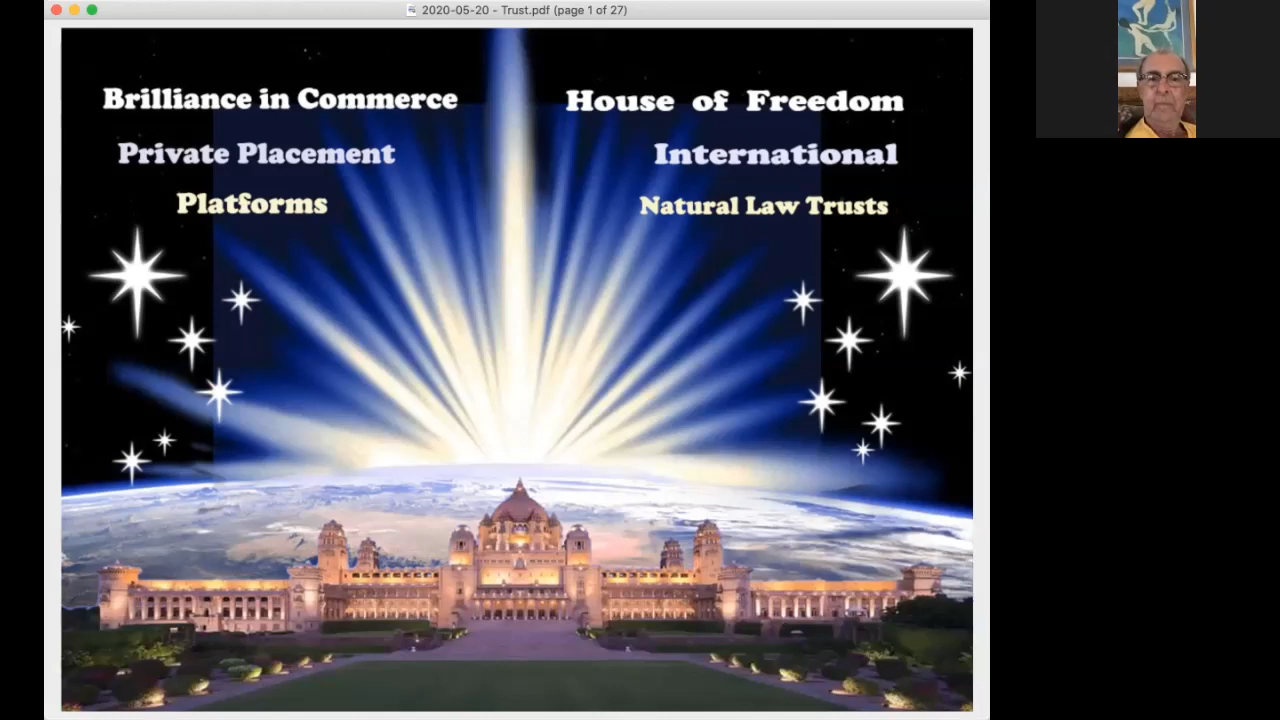 2020-05-20 - Trust.pdf (page 1 of 27)
Brilliance in Commerce
Private Placement
Platforms
House of Freedom
International
Natural Law Trusts